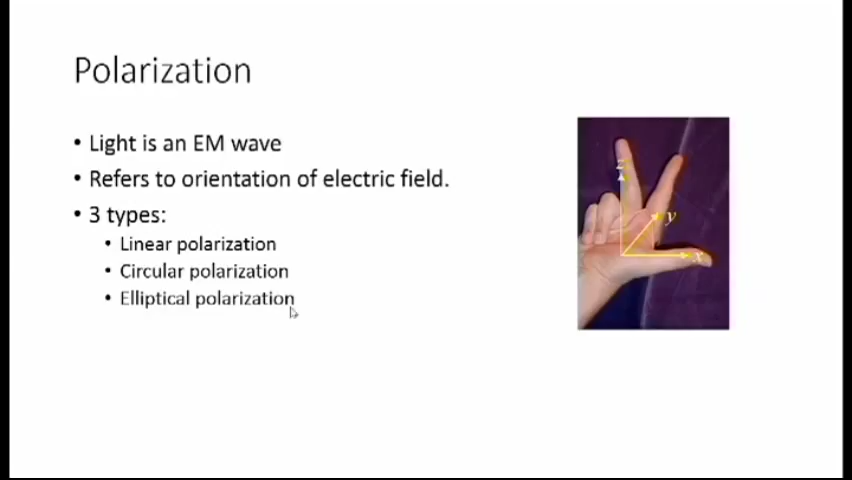 Polarization
• Light is an EM wave
• Refers to orientation of electric field.
• 3 types:
• Linear polarization
• Circular polarization
• Elliptical polarization
z
y
x